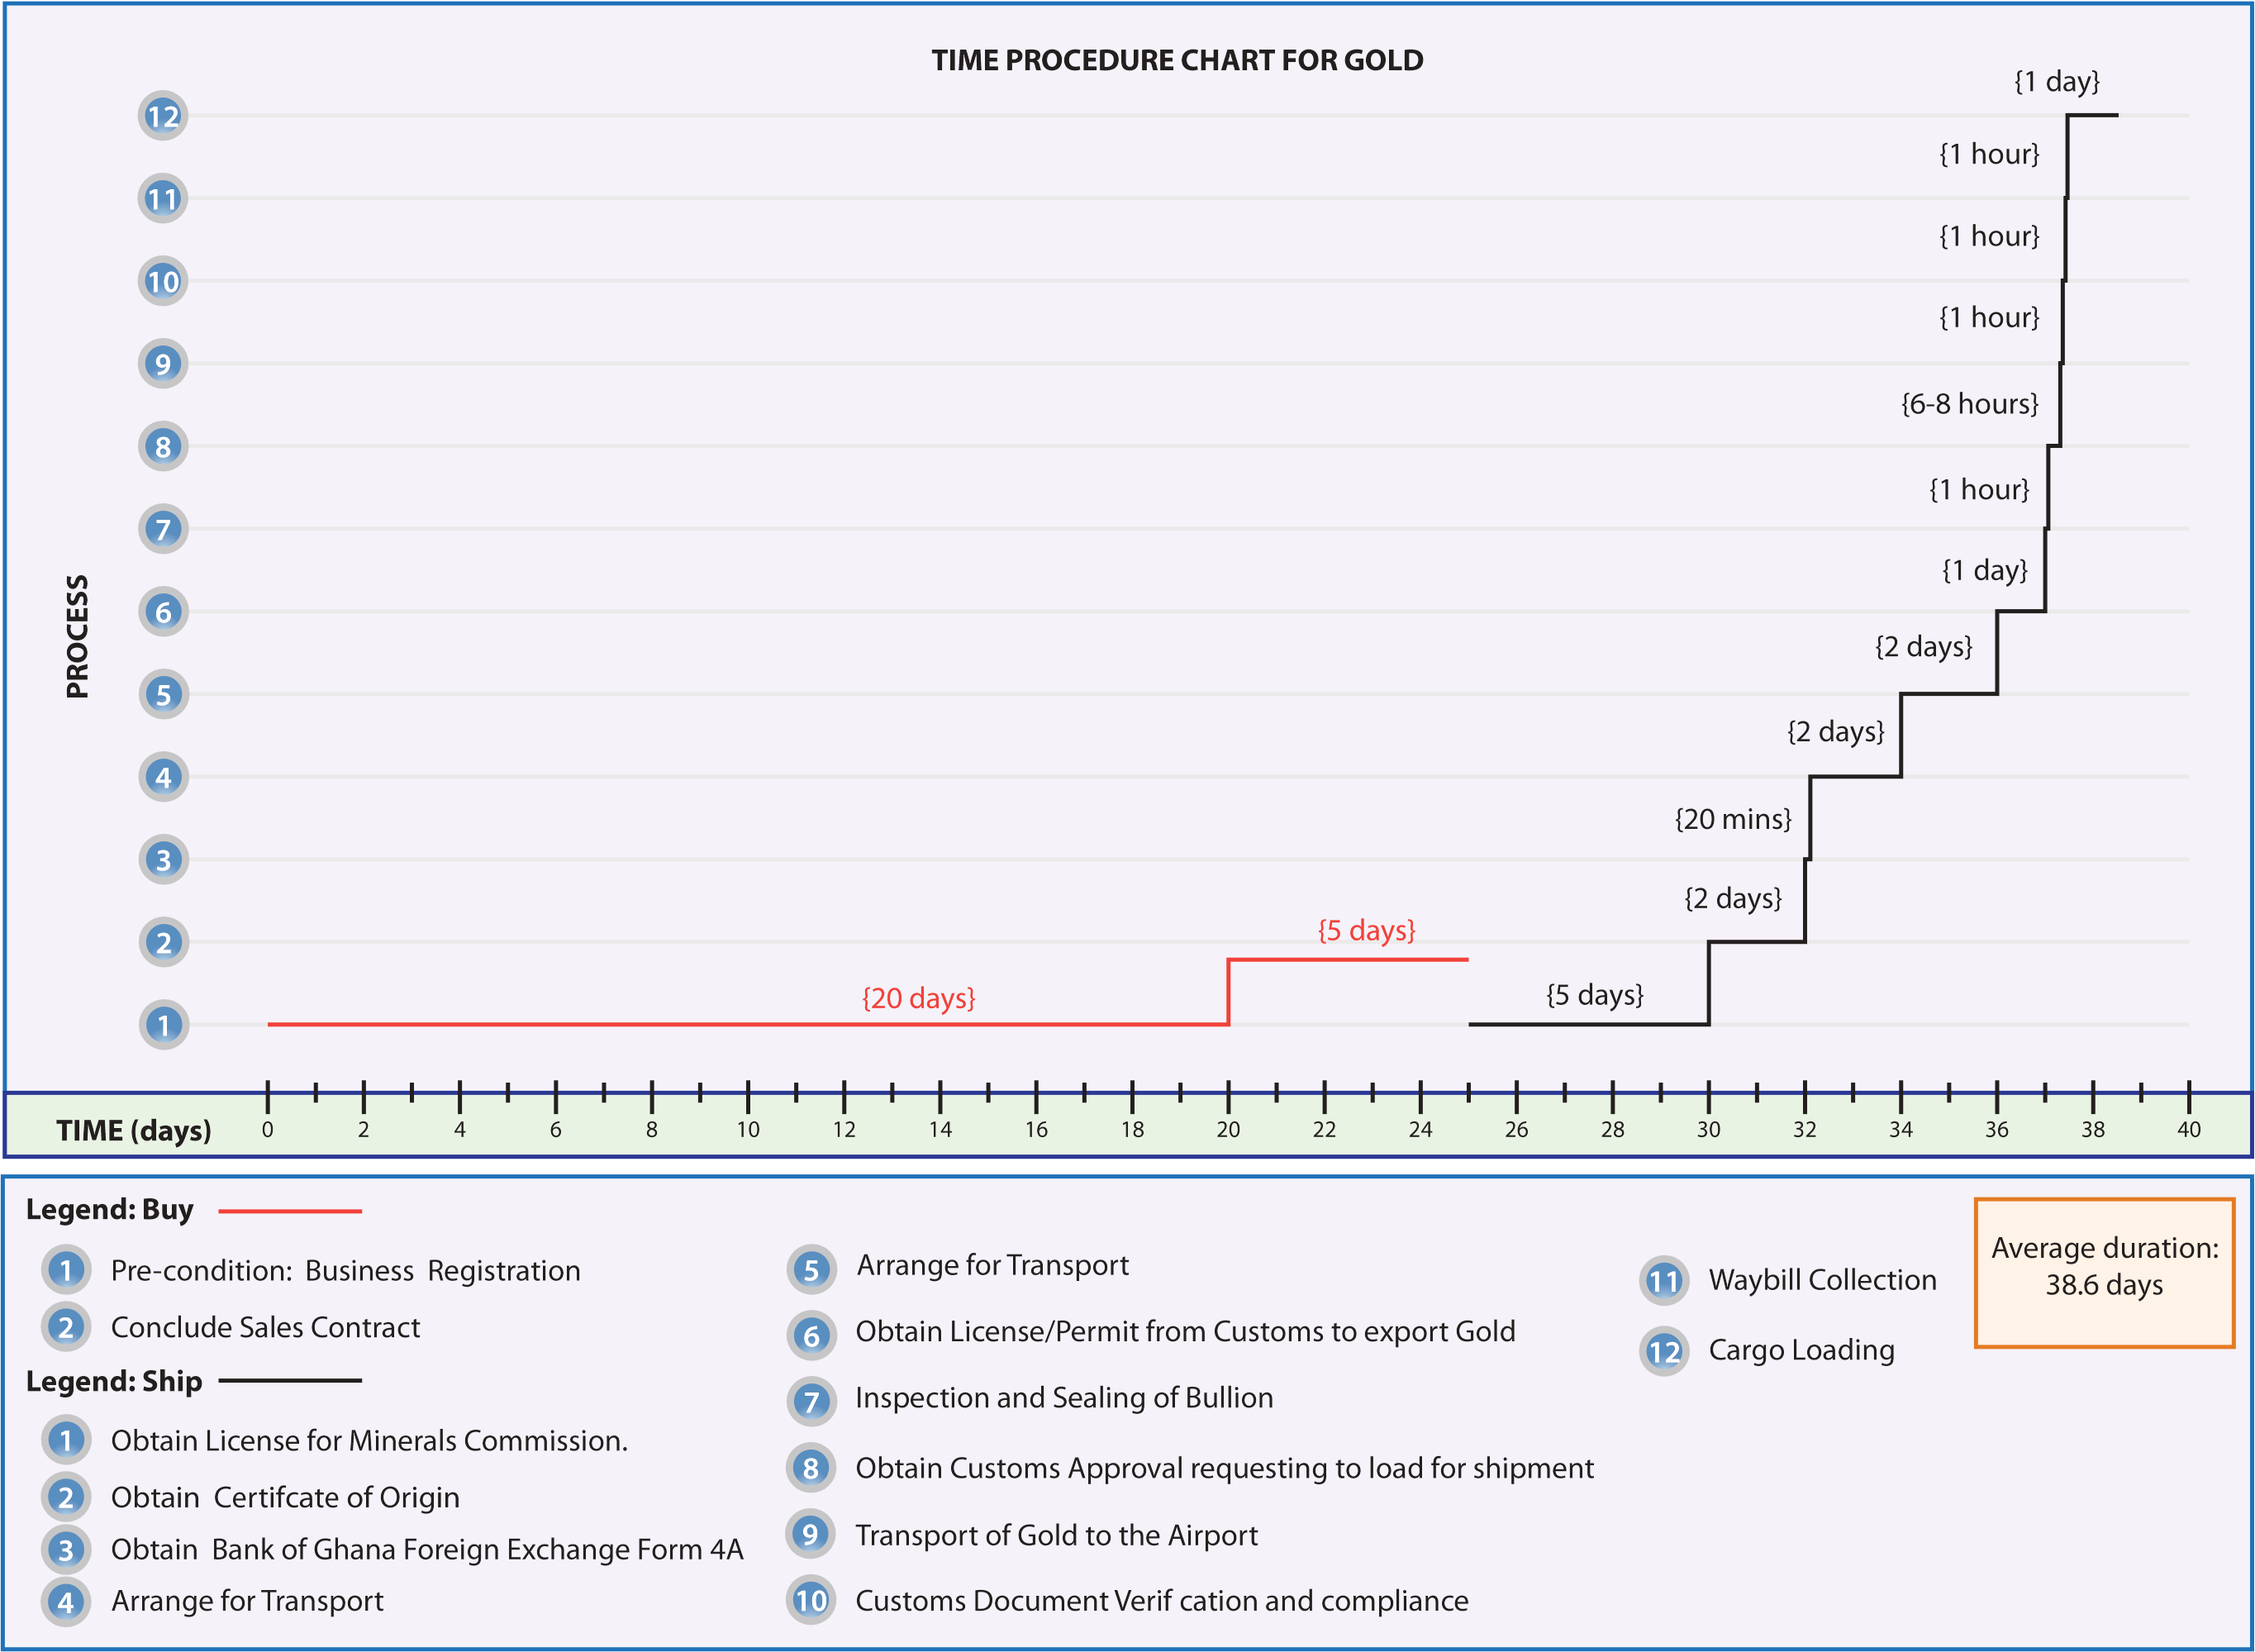 TIME PROCEDURE CHART FOR GOLD
{1 day}
12
{1 hour}
11
{1 hour}
10
{1 hour}
9
{6-8 hours}
8
{1 hour}
7
{1 day}
6
PROCESS
{2 days}
5
{2 days}
4
{20 mins}
3
{2 days}
{5 days}
2
{20 days}
{5 days}
1
TIME (days) 0 2 4 6 8 10 12 14 16 18 20 22 24 26 28 30 32 34 36 38 40
Legend: Buy
1 Pre-condition: Business Registration
2 Conclude Sales Contract
Legend: Ship
1 Obtain License for Minerals Commission.
2 Obtain Certifcate of Origin
3 Obtain Bank of Ghana Foreign Exchange Form 4A
4 Arrange for Transport
5 Arrange for Transport
6 Obtain License/Permit from Customs to export Gold
7 Inspection and Sealing of Bullion
8 Obtain Customs Approval requesting to load for shipment
9 Transport of Gold to the Airport
10 Customs Document Verif cation and compliance
11 Waybill Collection
12 Cargo Loading
Average duration:
38.6 days